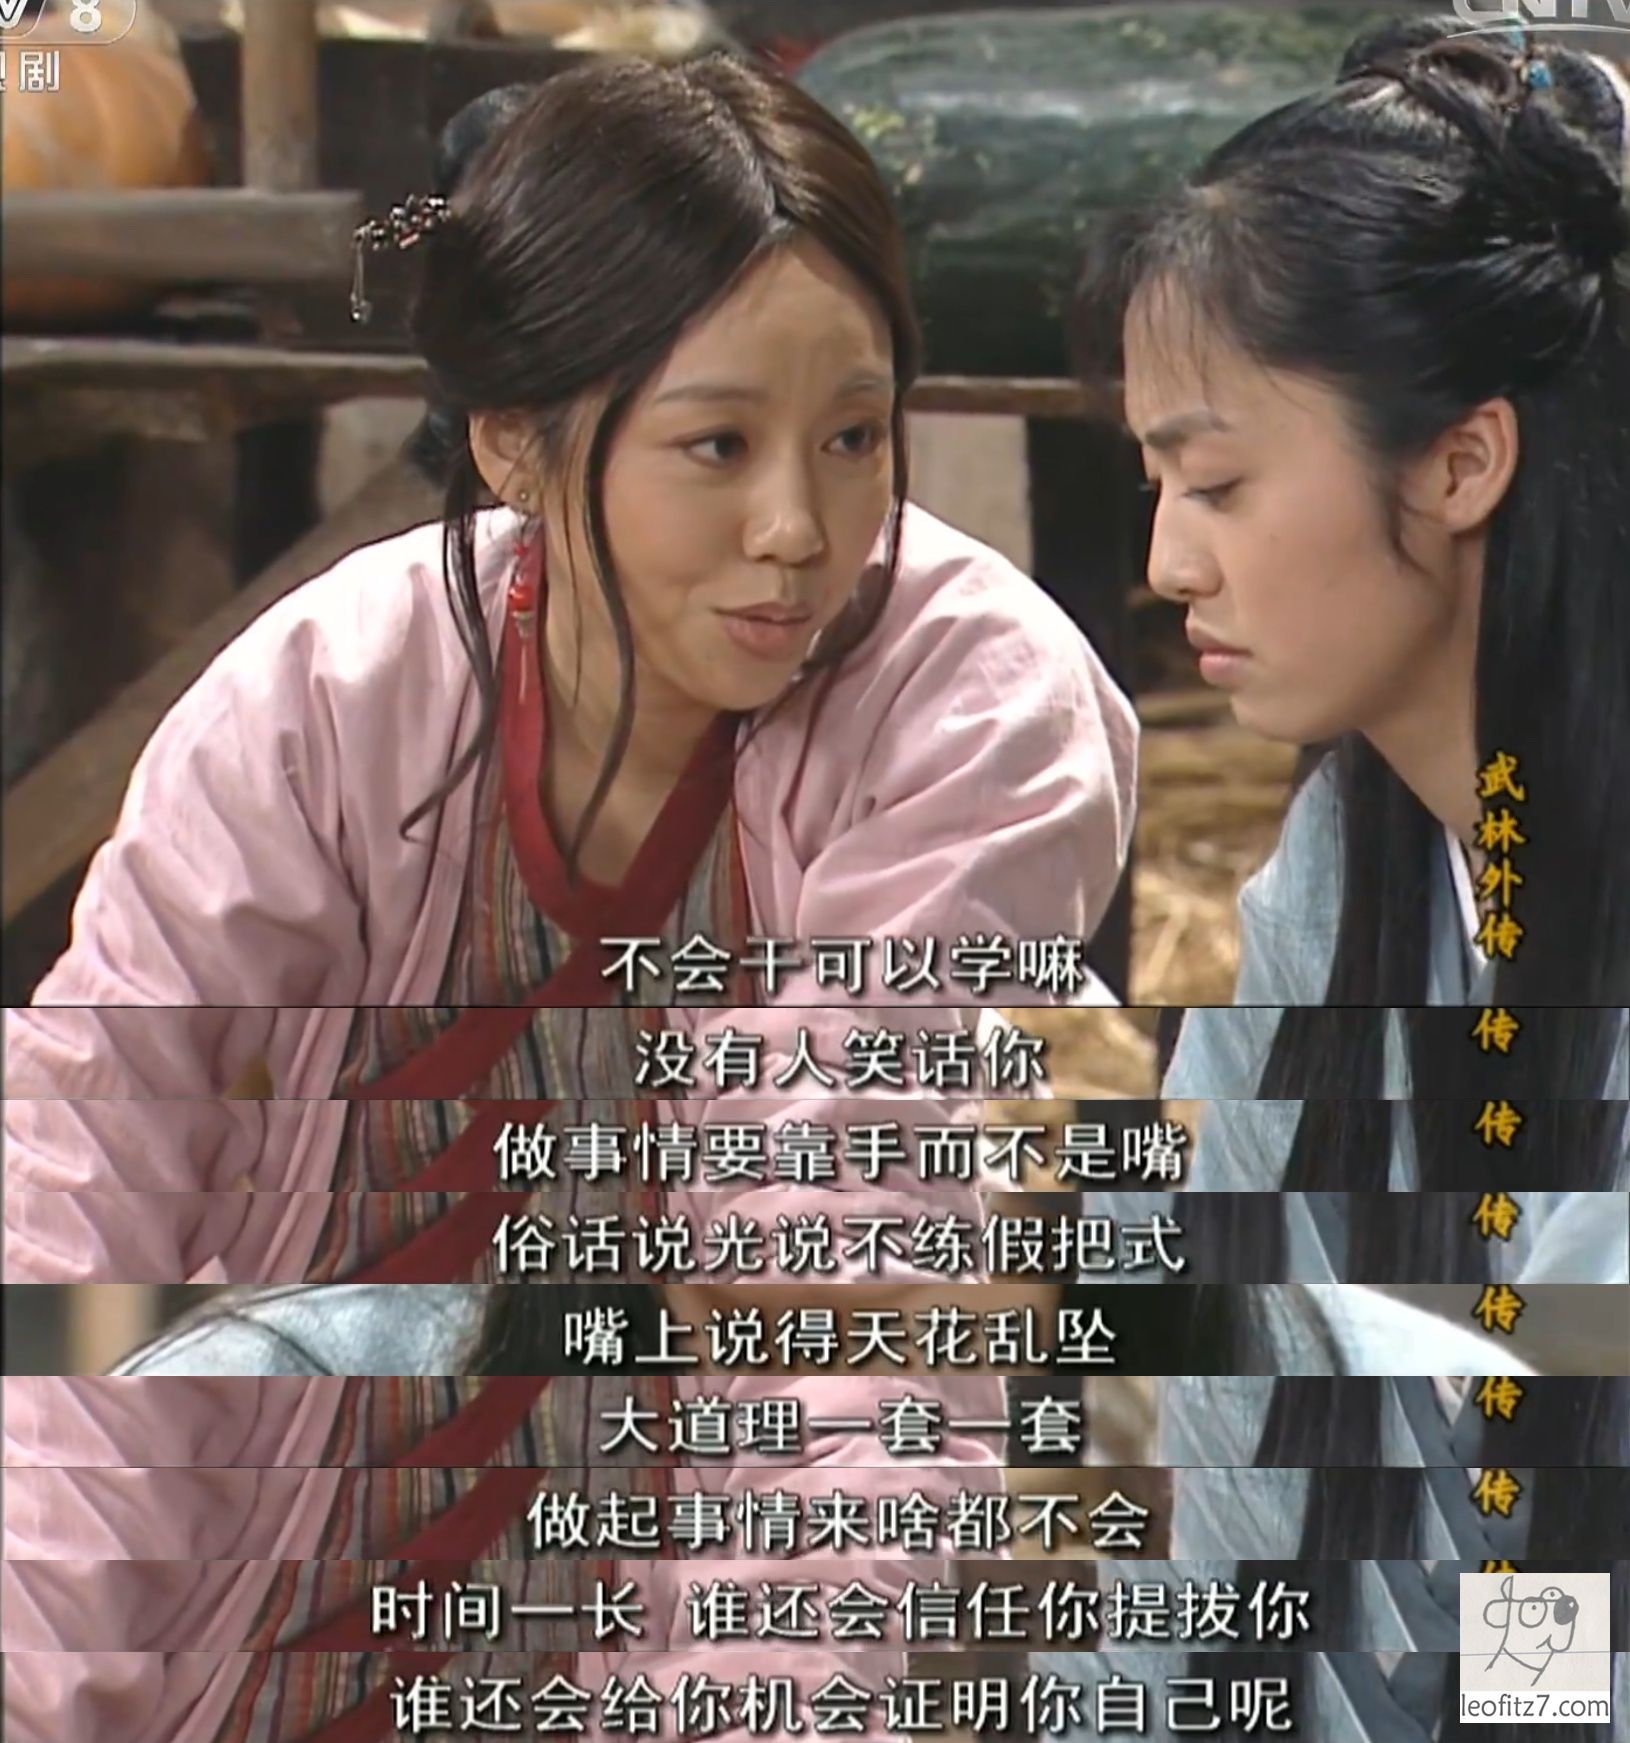 V 8
CNTV
剧
武林外传
不会干可以学嘛
没有人笑话你
传
做事情要靠手而不是嘴
传
俗话说光说不练假把式
传
嘴上说得天花乱坠
传
大道理一套一套
传
做起事情来啥都不会
传
时间一长 谁还会信任你提拔你
谁还会给你机会证明你自己呢
dog
leofitz7.com